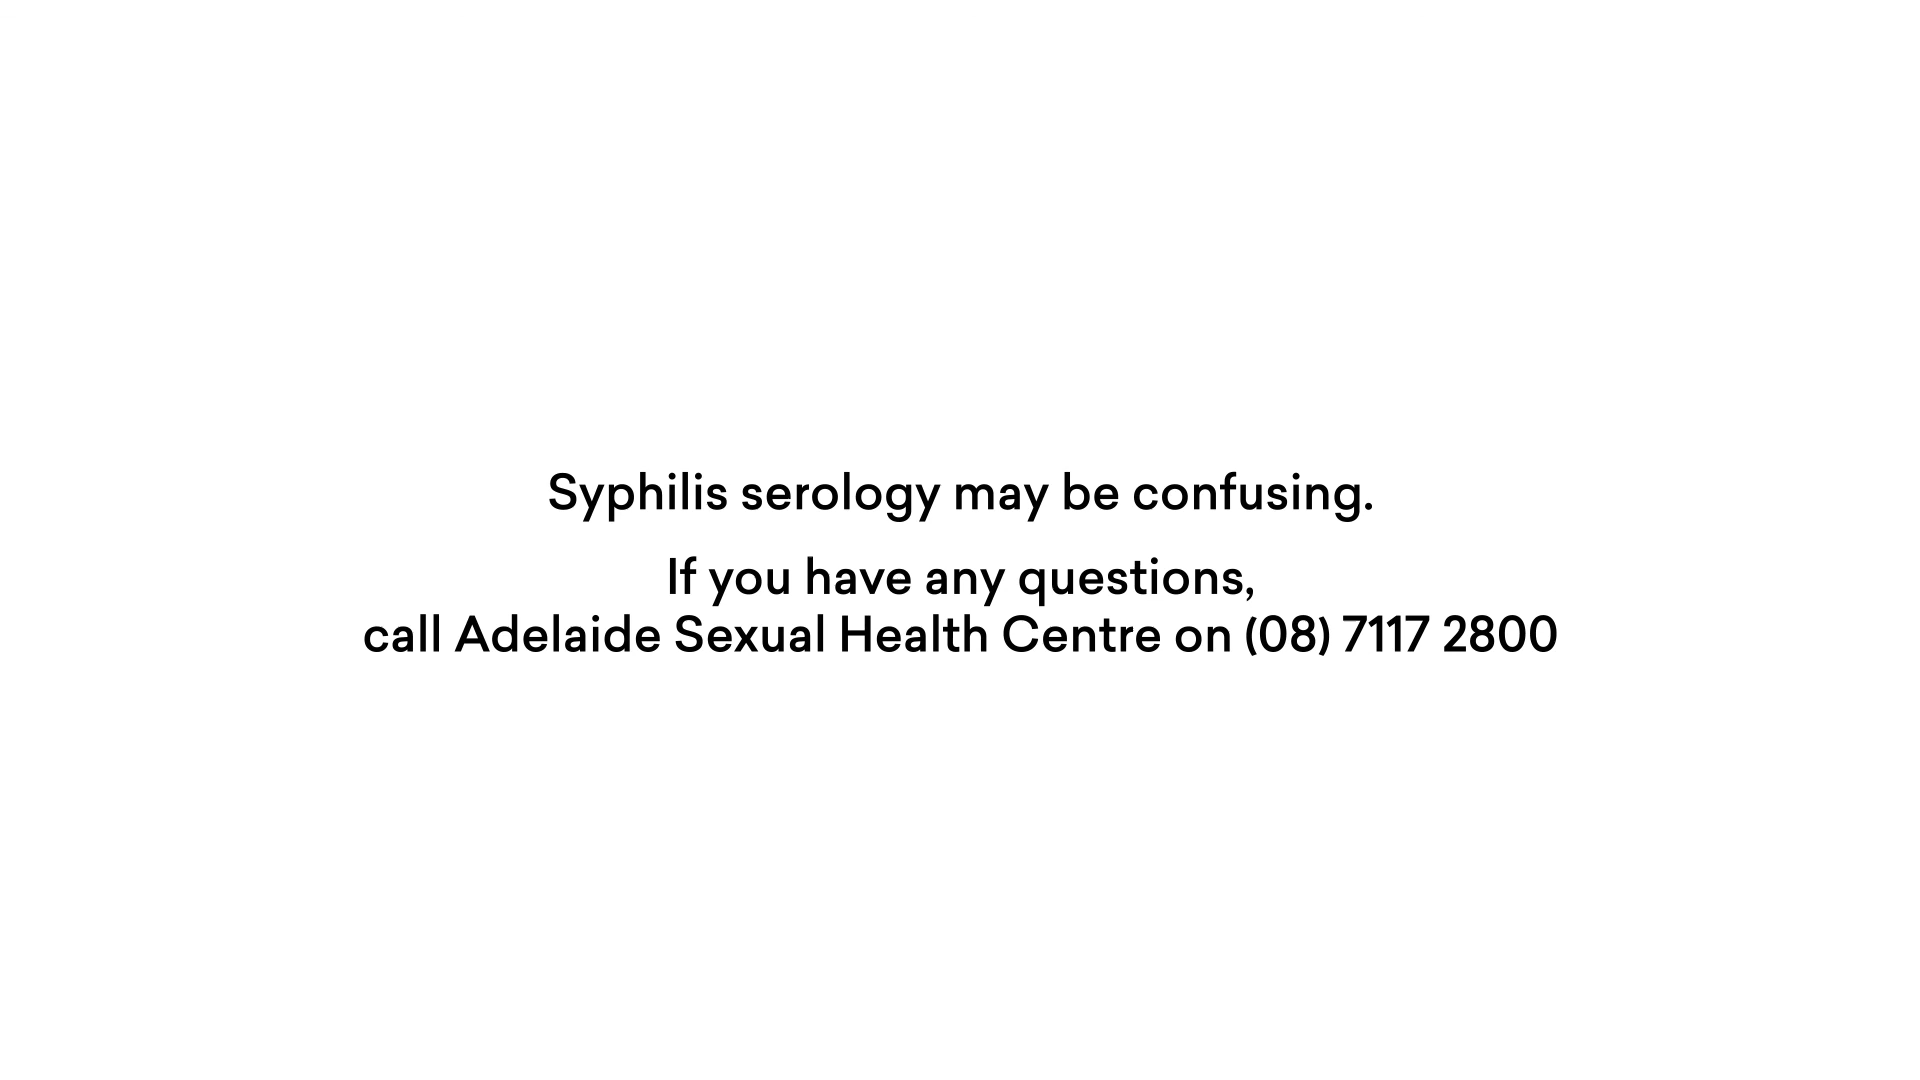 Syphilis serology may be confusing.
If you have any questions,
call Adelaide Sexual Health Centre on (08) 7117 2800